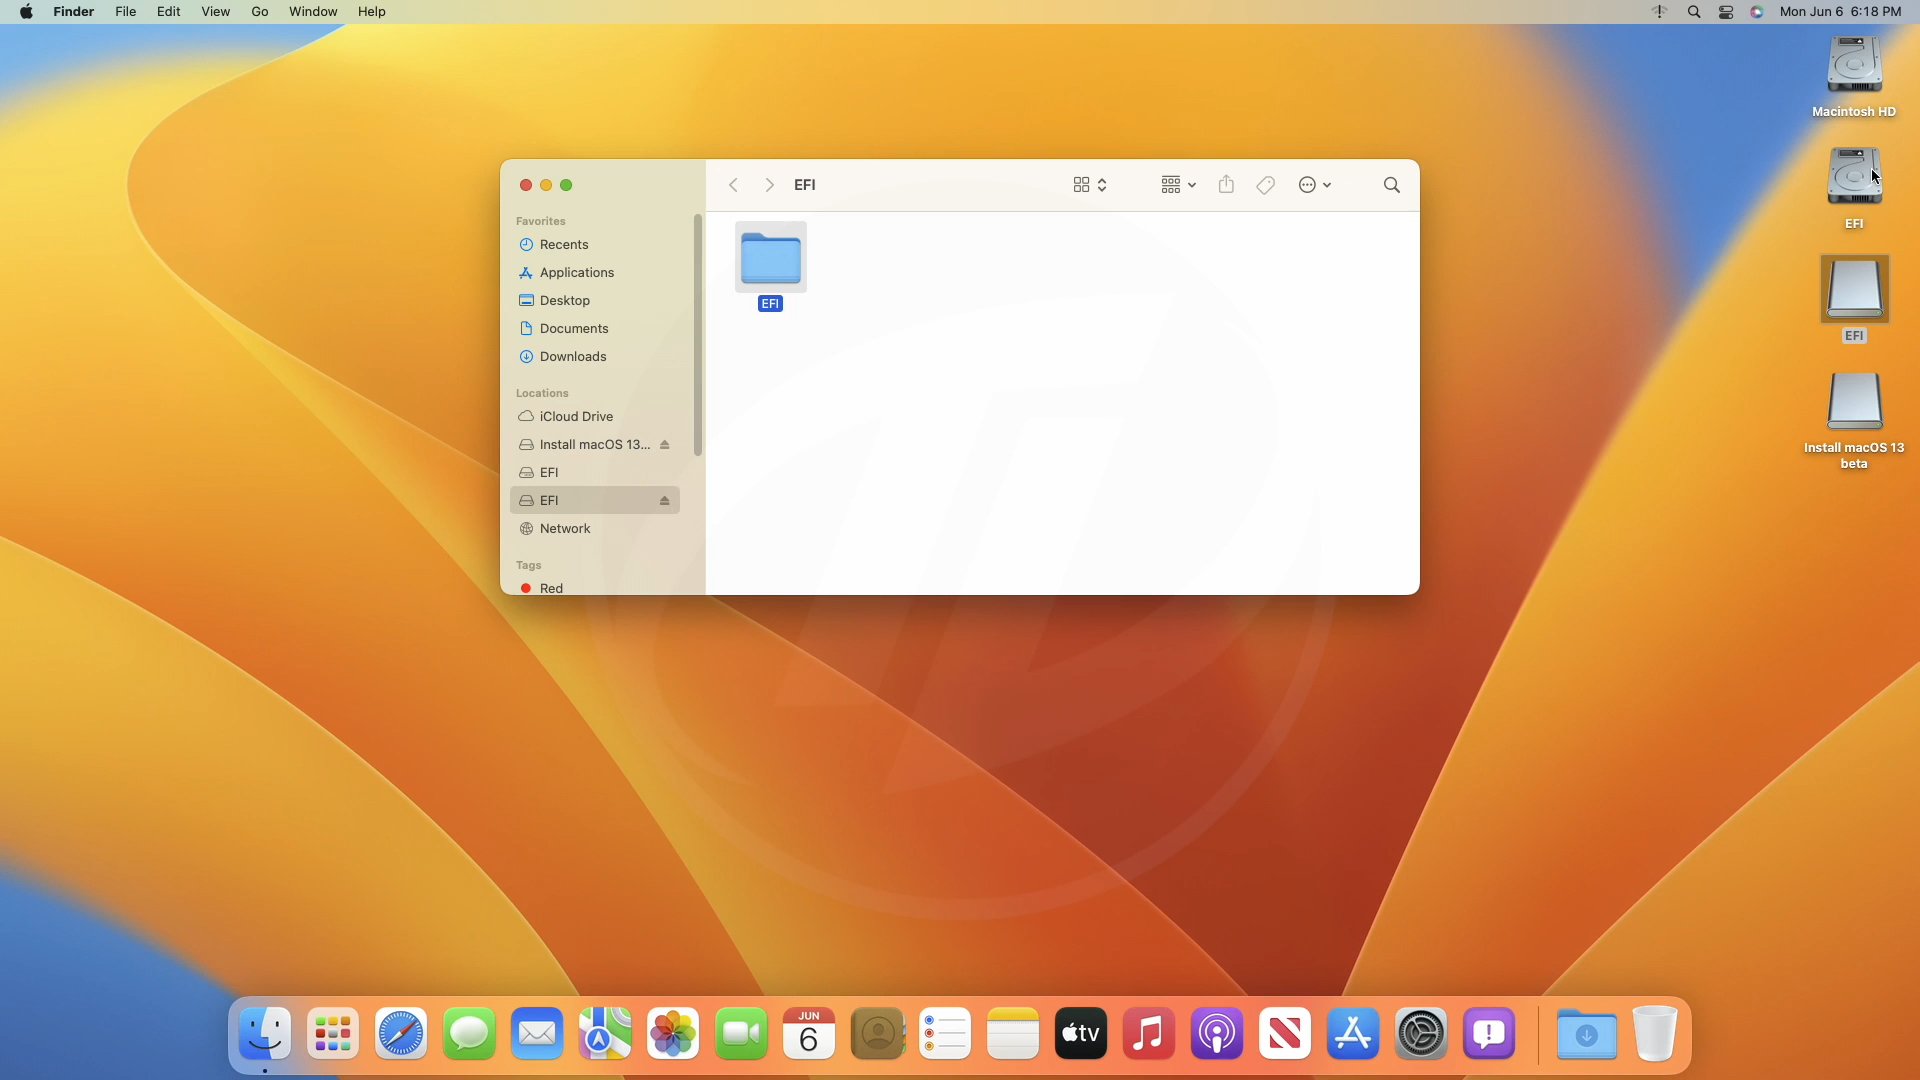 Finder File Edit View Go Window Help
Mon Jun 6 6:18 PM
Macintosh HD
EFI
EFI
Install macOS 13
beta
EFI
Favorites
Recents
Applications
Desktop
Documents
Downloads
Locations
iCloud Drive
Install macOS 13...
EFI
EFI
Network
Tags
Red
EFI
JUN
6
tv